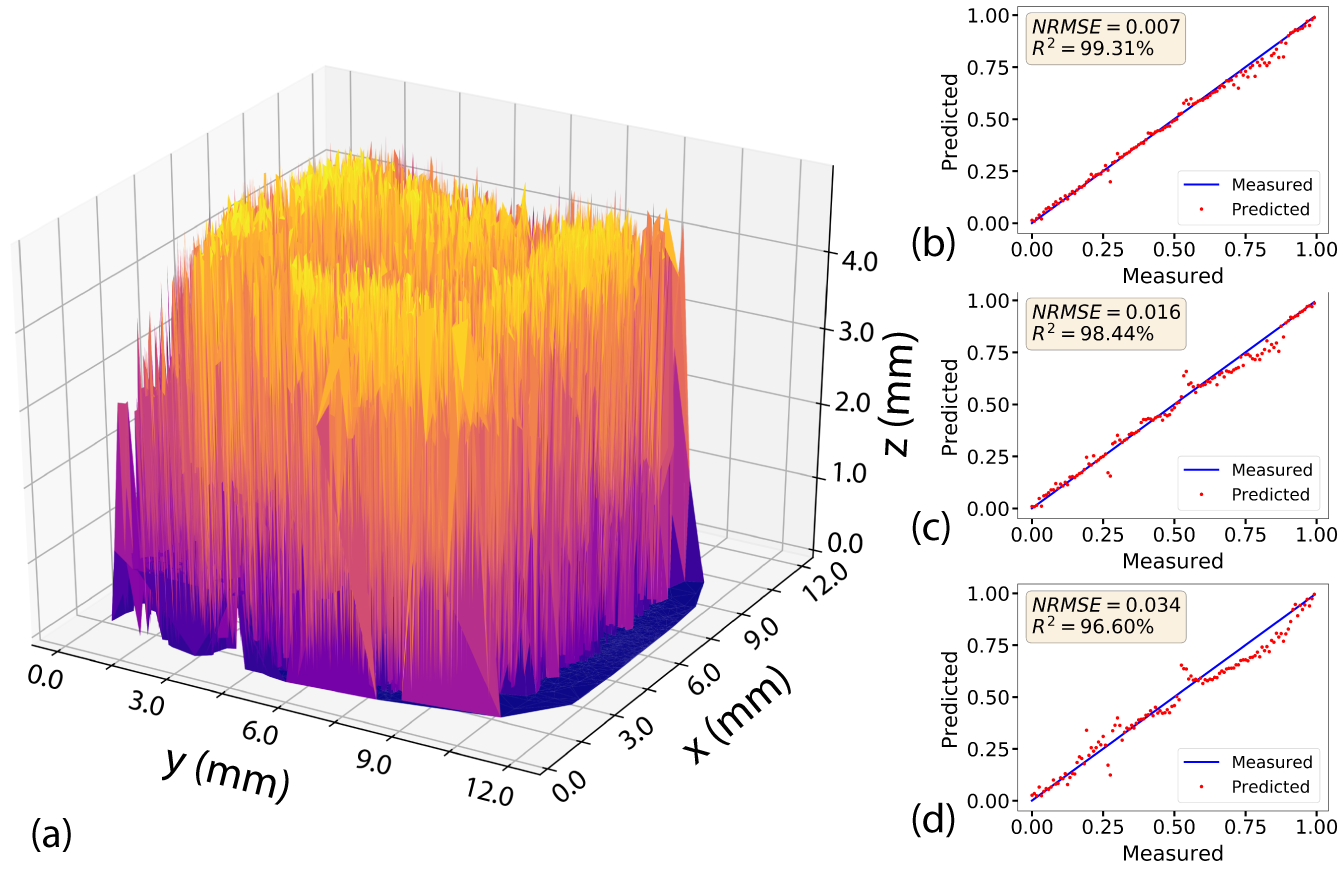 4.0
3.0
2.0
1.0
0.0
z (mm)
0.0
3.0
6.0
9.0
12.0
y (mm)
0.0
3.0
6.0
9.0
12.0
x (mm)
(a)
1.00
0.75
0.50
0.25
0.00
Predicted
NRMSE = 0.007
R² = 99.31%
Measured
Predicted
0.00 0.25 0.50 0.75 1.00
Measured
(b)
1.00
0.75
0.50
0.25
0.00
Predicted
NRMSE = 0.016
R² = 98.44%
Measured
Predicted
0.00 0.25 0.50 0.75 1.00
Measured
(c)
1.00
0.75
0.50
0.25
0.00
Predicted
NRMSE = 0.034
R² = 96.60%
Measured
Predicted
0.00 0.25 0.50 0.75 1.00
Measured
(d)